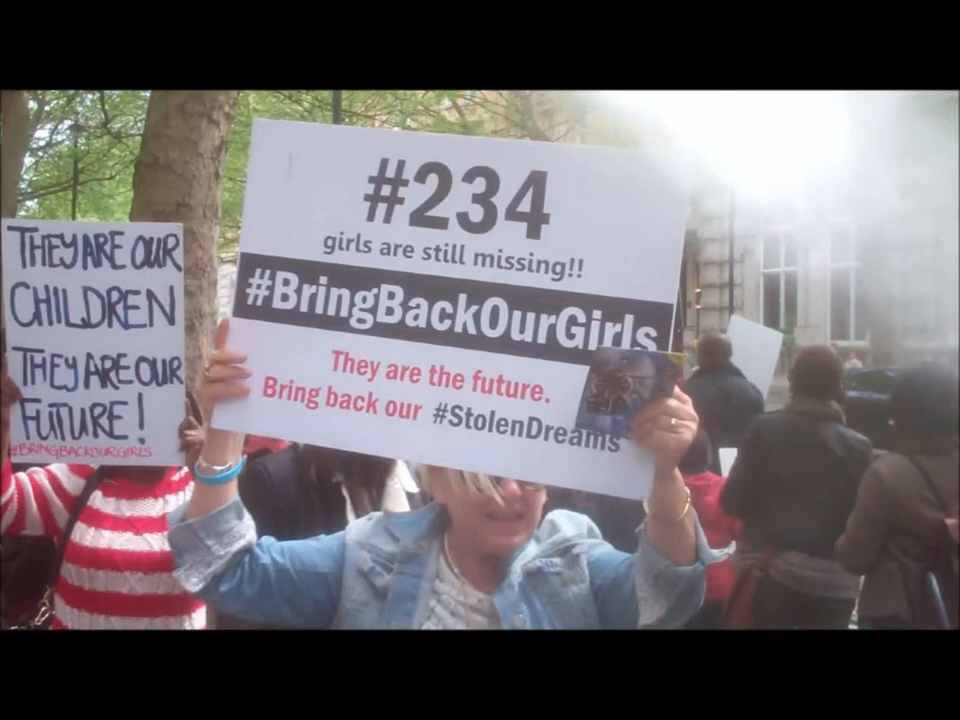 THEY ARE OUR
CHILDREN
THEY ARE OUR
FUTURE!
#BRINGBACKOURGIRLS
#234
girls are still missing!!
#BringBackOurGirls
They are the future.
Bring back our #StolenDreams